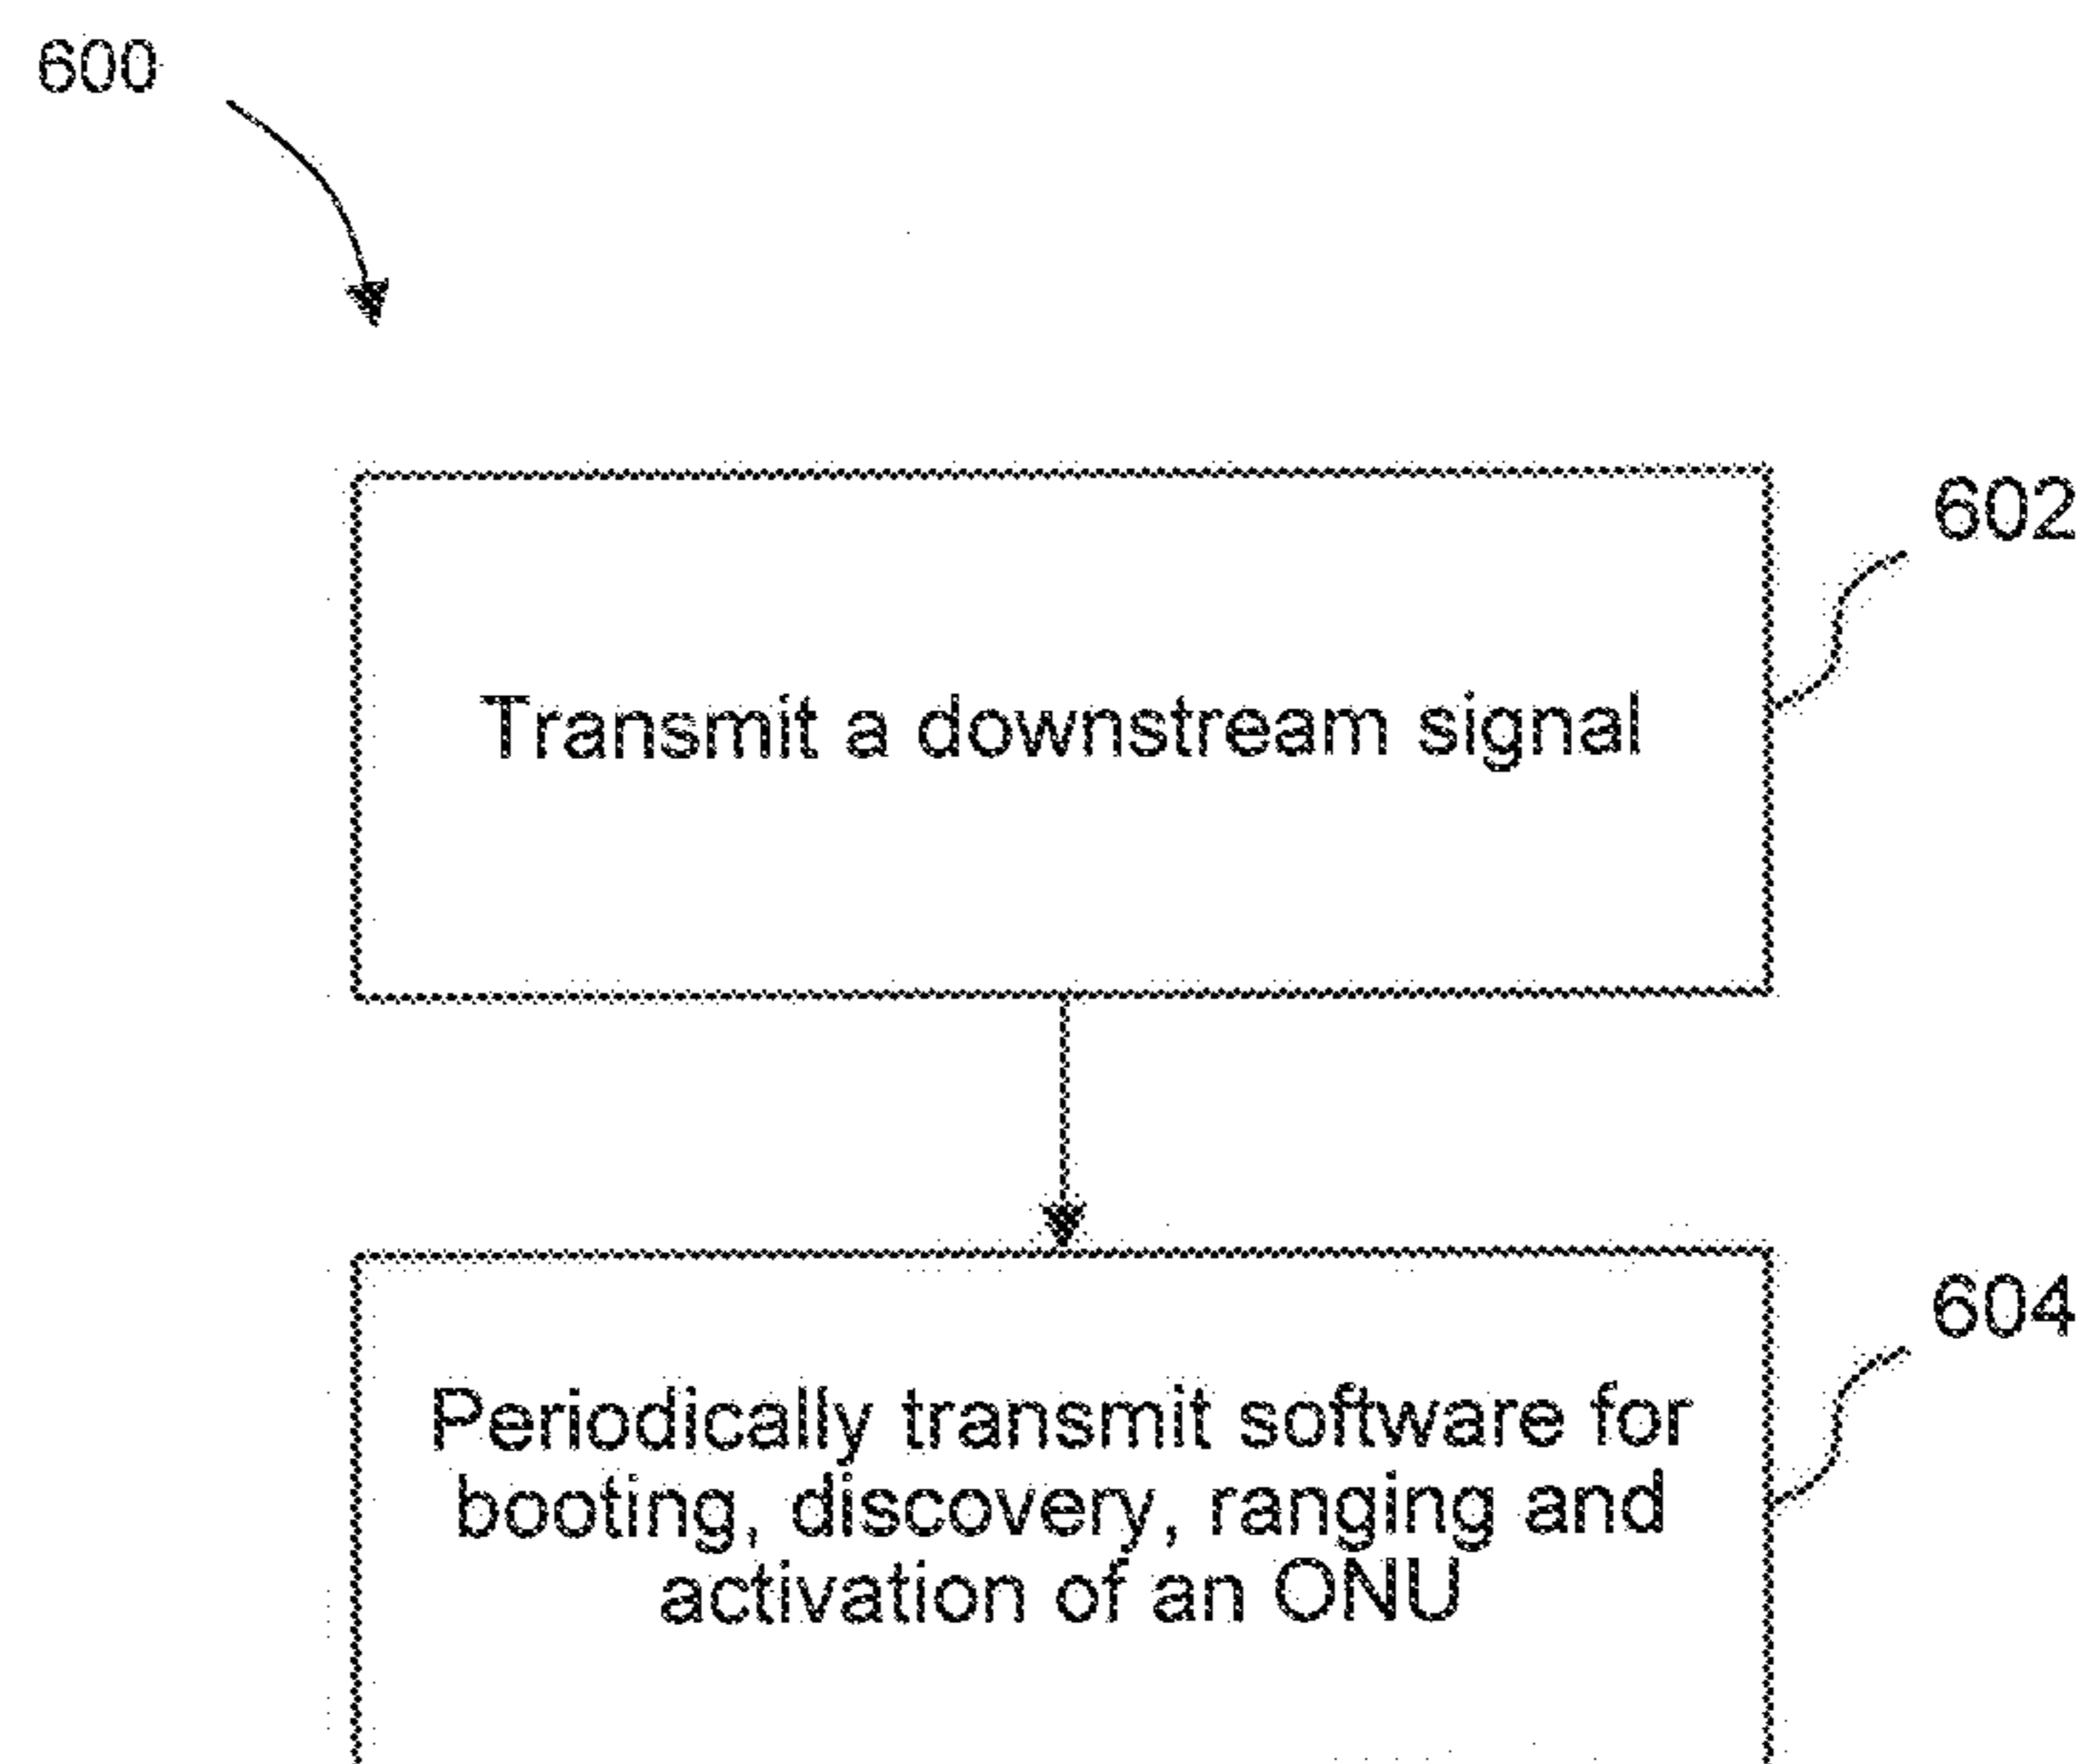 600
602
Transmit a downstream signal
604
Periodically transmit software for
booting, discovery, ranging and
activation of an ONU